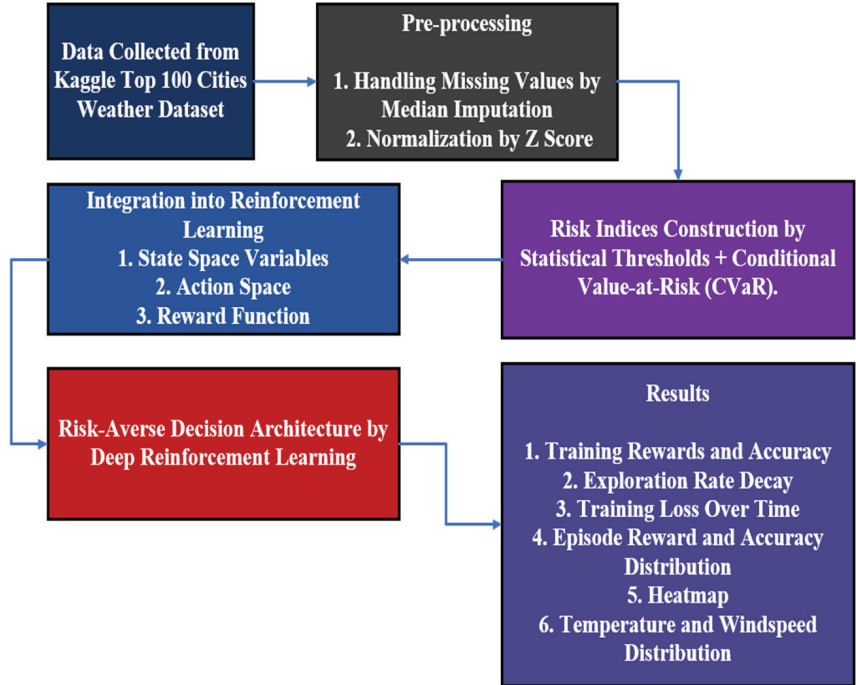 Data Collected from
Kaggle Top 100 Cities
Weather Dataset
Pre-processing
1. Handling Missing Values by
Median Imputation
2. Normalization by Z Score
Risk Indices Construction by
Statistical Thresholds + Conditional
Value-at-Risk (CVaR).
Integration into Reinforcement
Learning
1. State Space Variables
2. Action Space
3. Reward Function
Risk-Averse Decision Architecture by
Deep Reinforcement Learning
Results
1. Training Rewards and Accuracy
2. Exploration Rate Decay
3. Training Loss Over Time
4. Episode Reward and Accuracy
Distribution
5. Heatmap
6. Temperature and Windspeed
Distribution